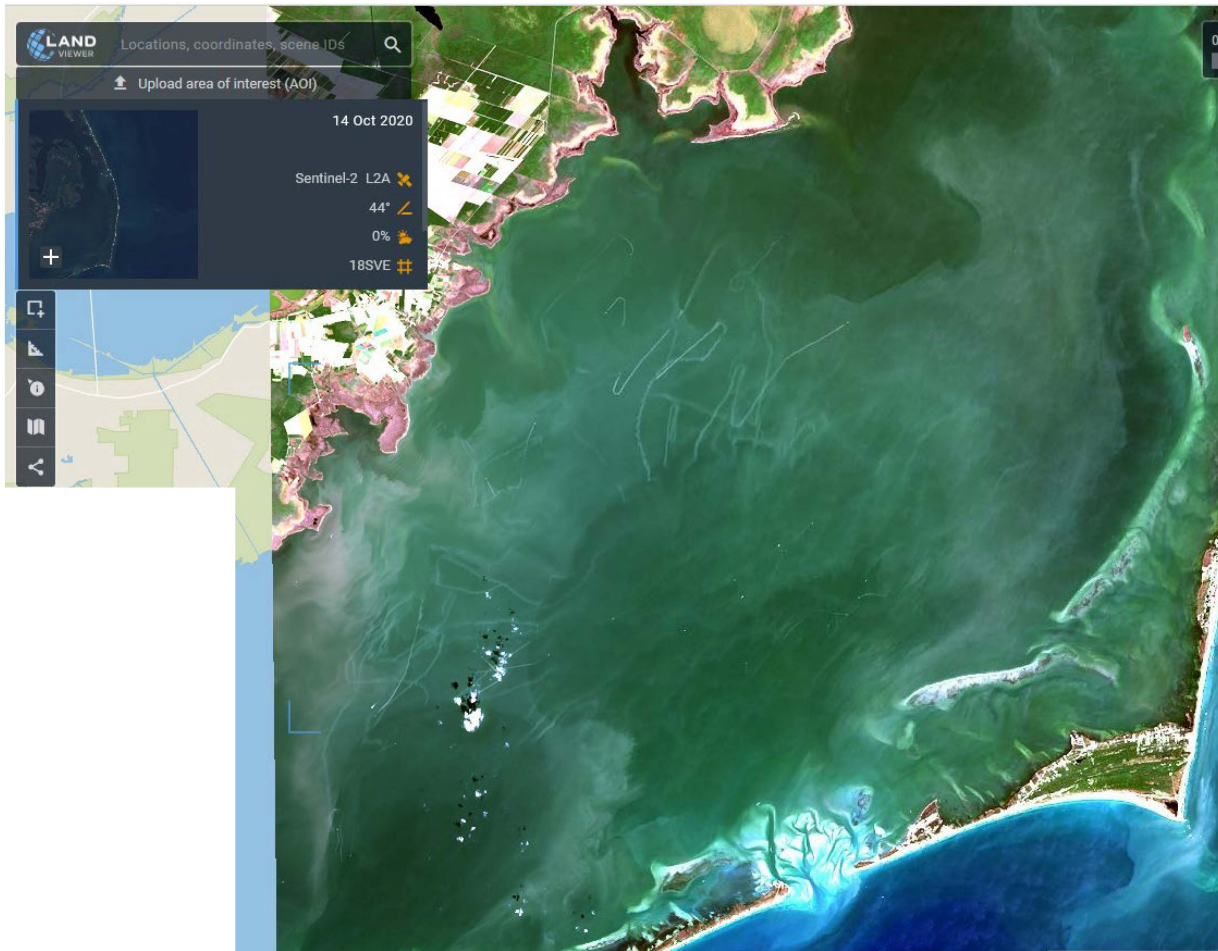 LAND
VIEWER
Locations, coordinates, scene IDs
Upload area of interest (AOI)
14 Oct 2020
Sentinel-2 L2A
44°
0%
18SVE
0